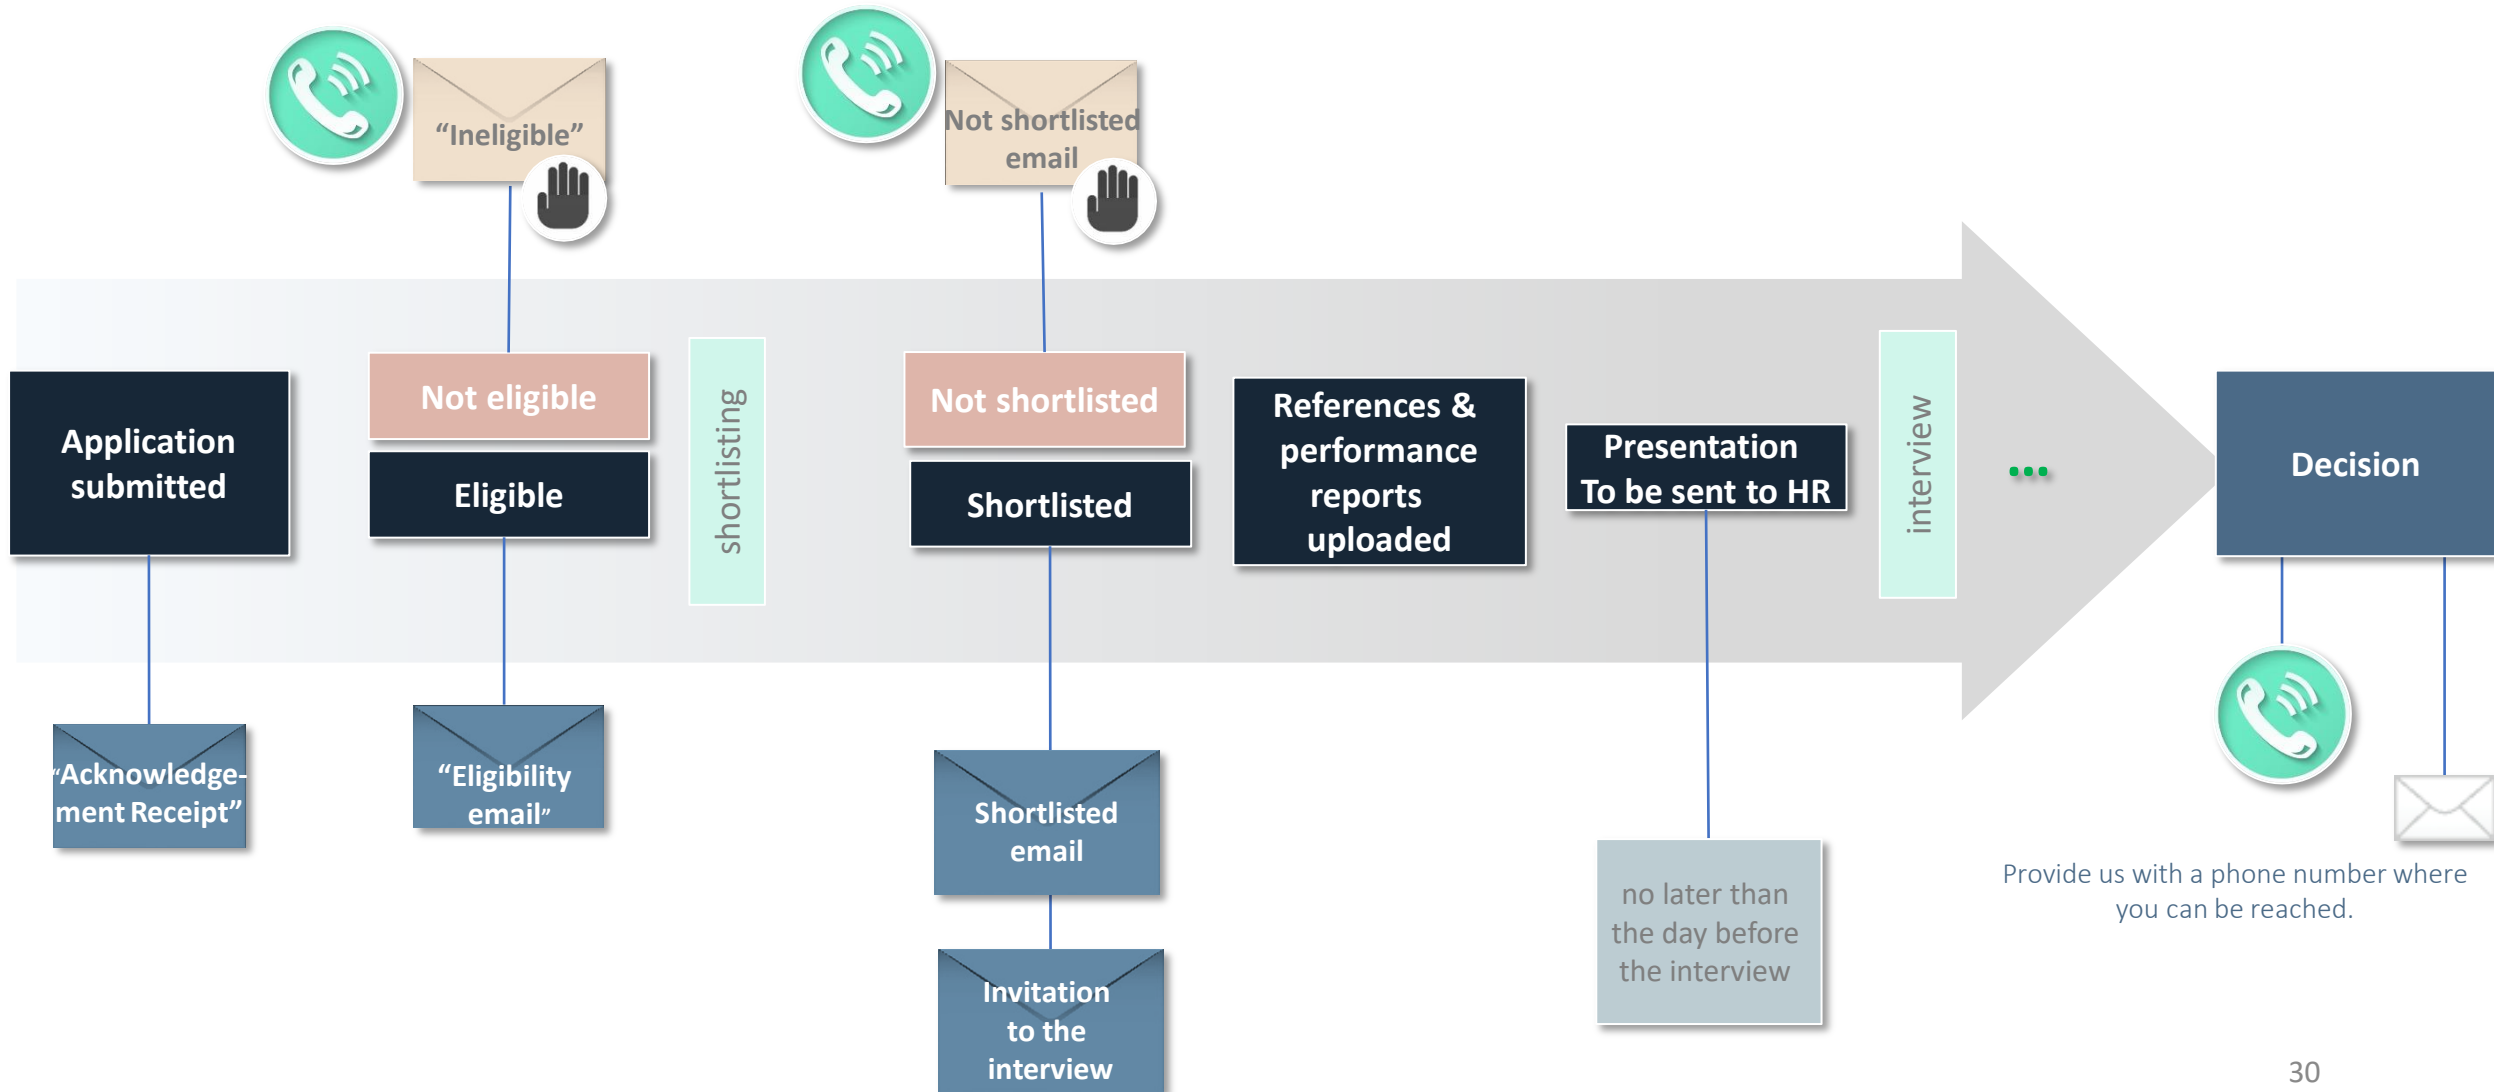 “Ineligible”
Not shortlisted
email
Application
submitted
Not eligible
Eligible
shortlisting
Not shortlisted
Shortlisted
References &
performance
reports
uploaded
Presentation
To be sent to HR
interview
...
Decision
“Acknowledge-
ment Receipt”
“Eligibility
email”
Shortlisted
email
Invitation
to the
interview
no later than
the day before
the interview
Provide us with a phone number where
you can be reached.
30